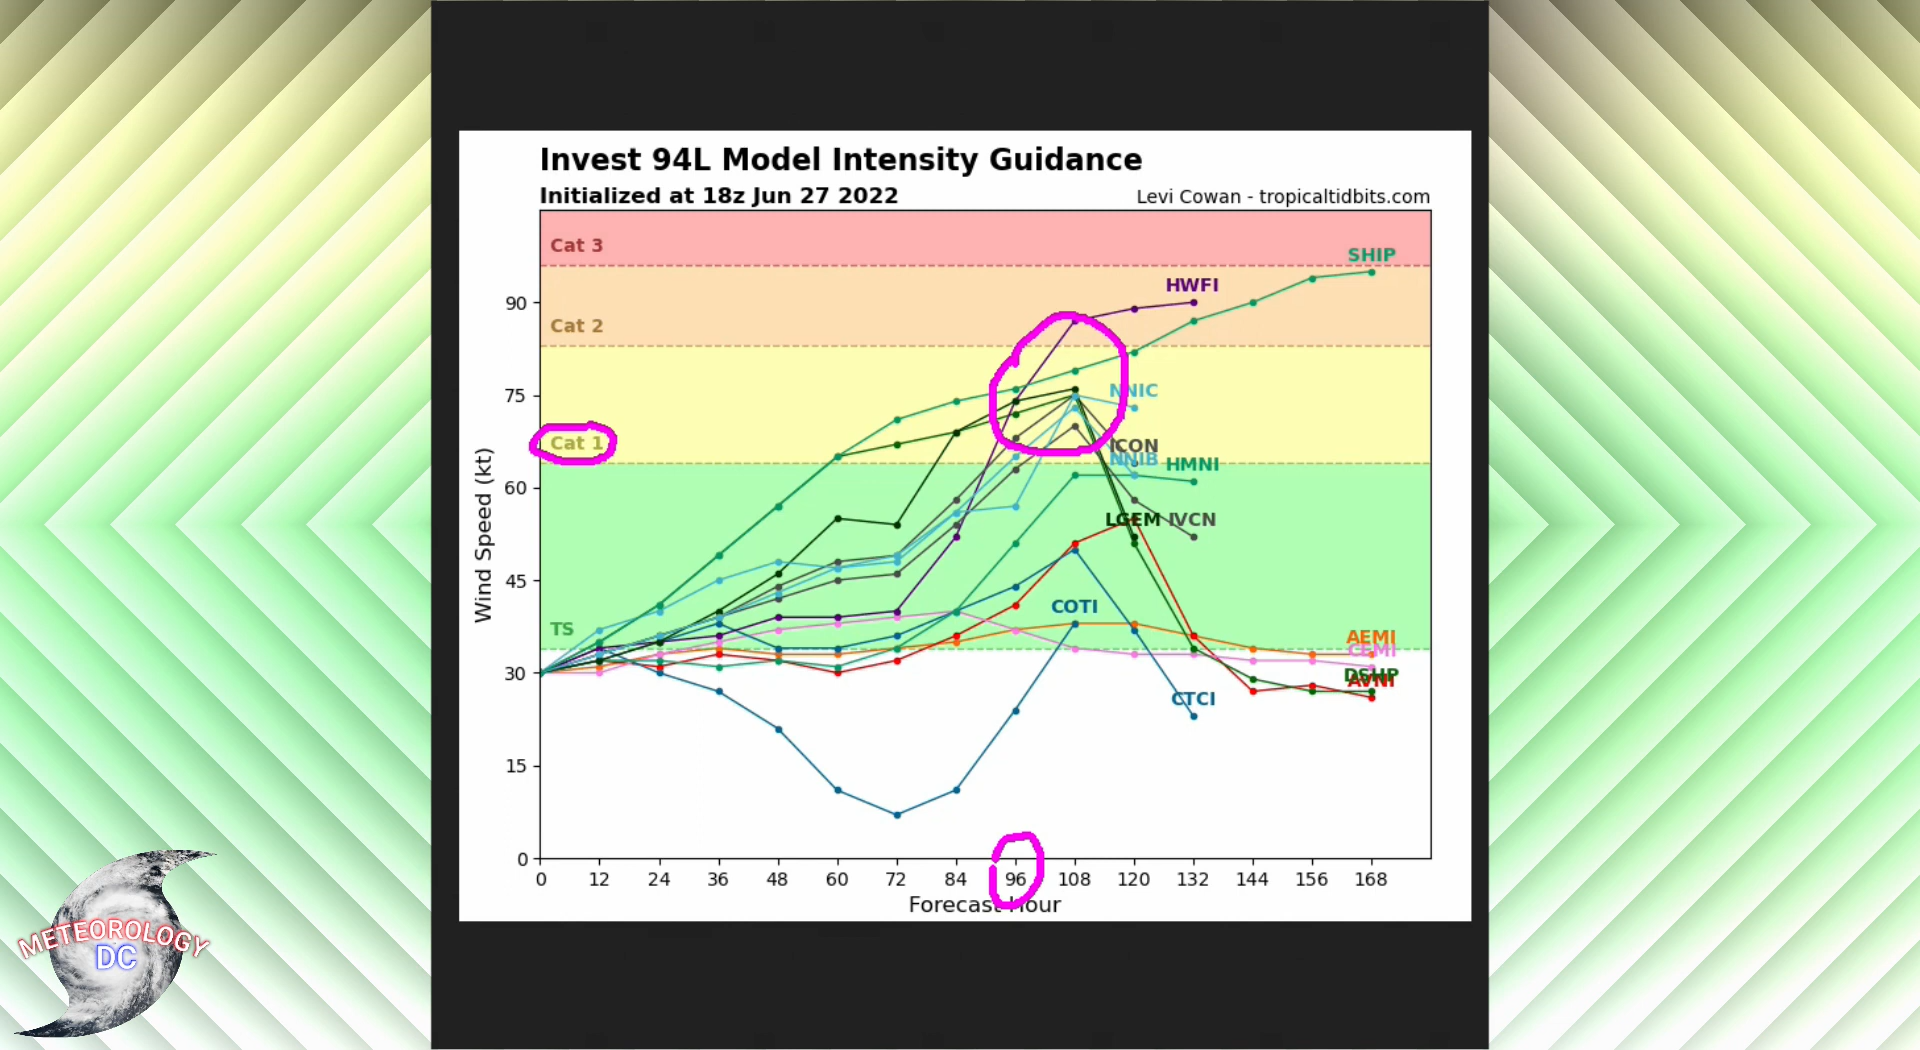 Invest 94L Model Intensity Guidance
Initialized at 18z Jun 27 2022
Levi Cowan - tropicaltidbits.com
Cat 3
SHIP
HWFI
90
Cat 2
75
NNIC
Cat 1
ICON
NNIB
HMNI
Wind Speed (kt)
60
LGEM
IVCN
45
COTI
TS
AEMI
CEMI
30
DSHP
AVNI
CTCI
15
0
0 12 24 36 48 60 72 84 96 108 120 132 144 156 168
Forecast Hour
METEOROLOGY
DC